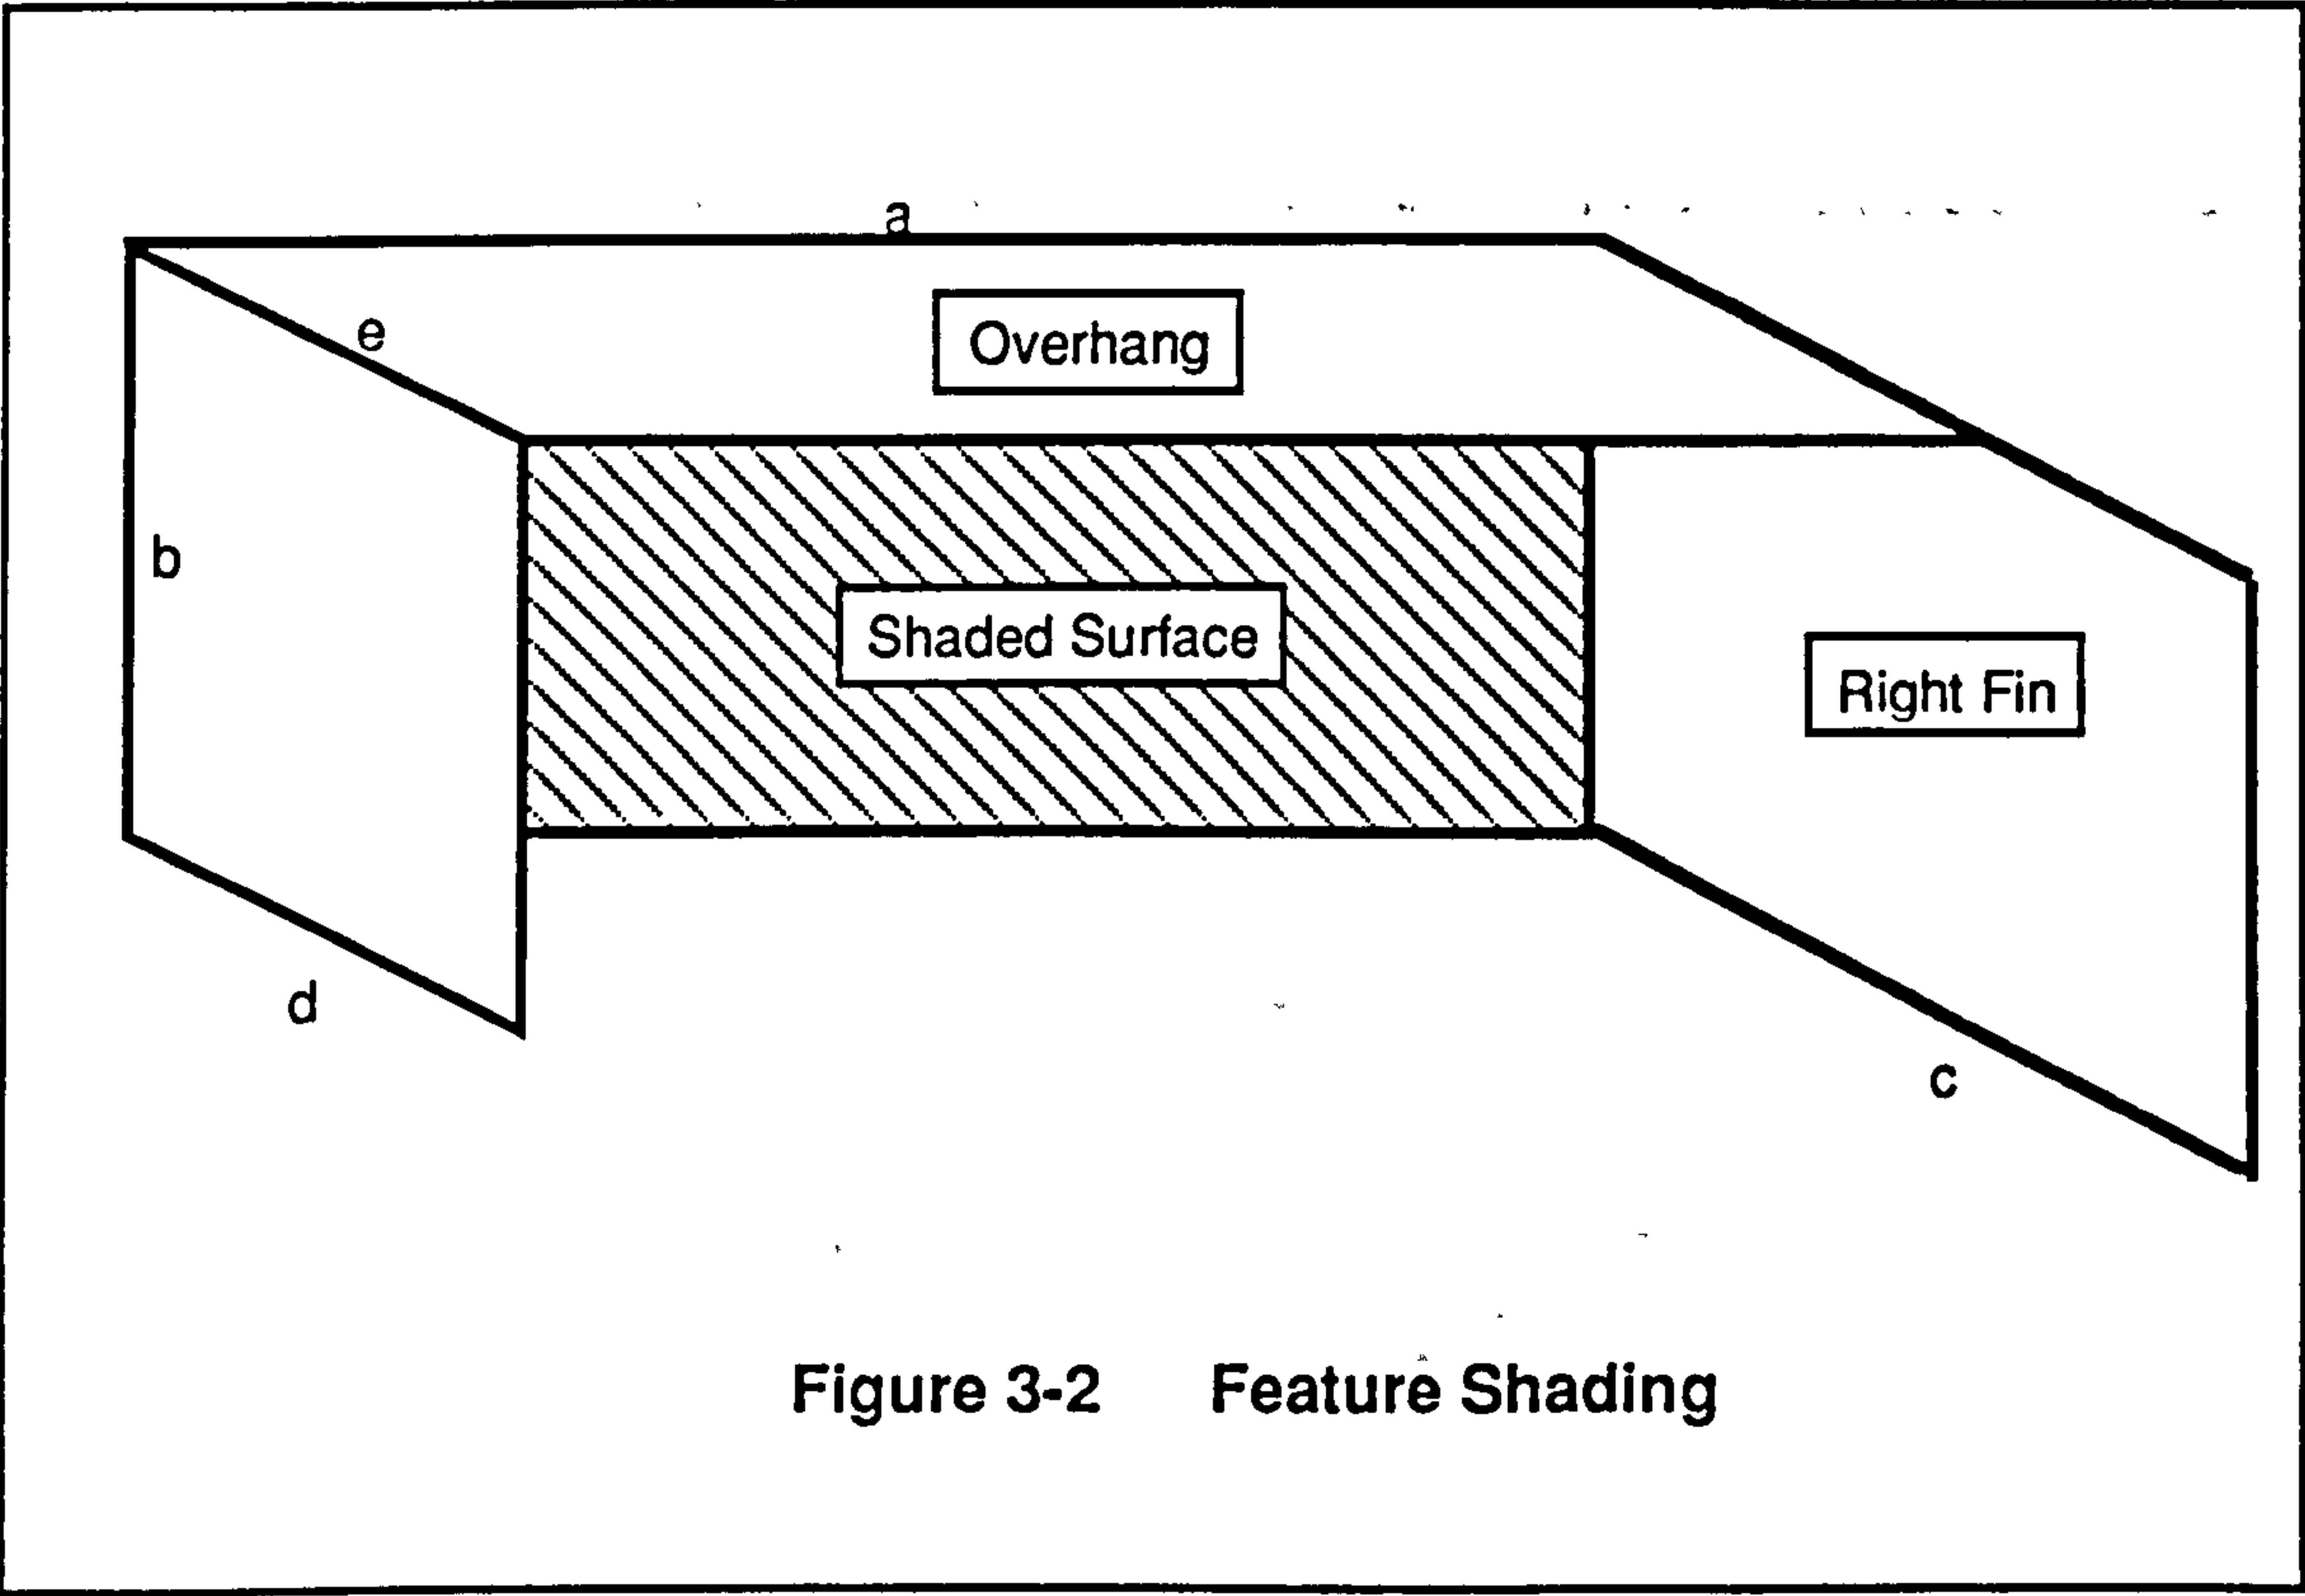 a
e
Overhang
b
Shaded Surface
Right Fin
d
c
Figure 3-2 Feature Shading